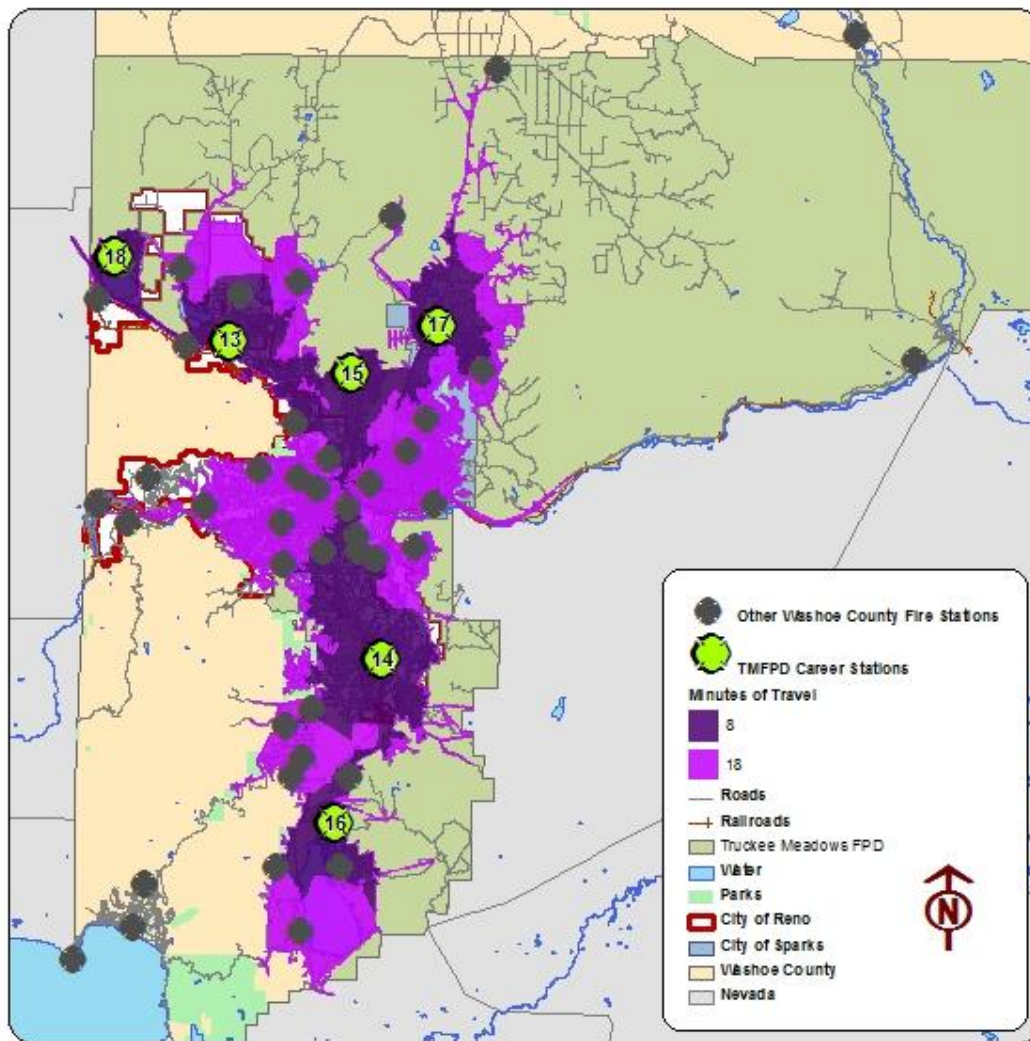 18
13
17
15
14
16
Other Washoe County Fire Stations
TMFPD Career Stations
Minutes of Travel
8
18
Roads
Railroads
Truckee Meadows FPD
Water
Parks
City of Reno
City of Sparks
Washoe County
Nevada
N